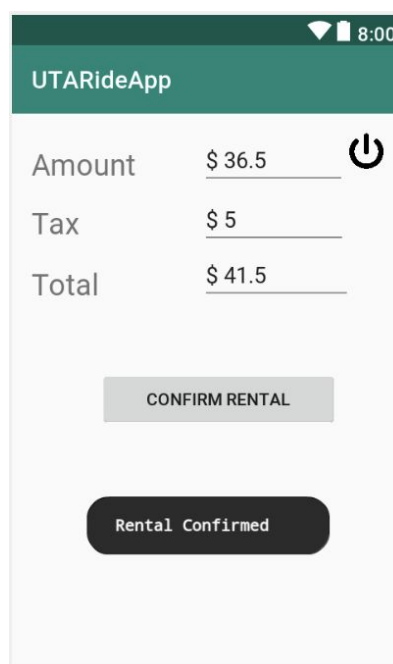 8:00
UTARideApp
Amount $ 36.5
Tax $ 5
Total $ 41.5
CONFIRM RENTAL
Rental Confirmed